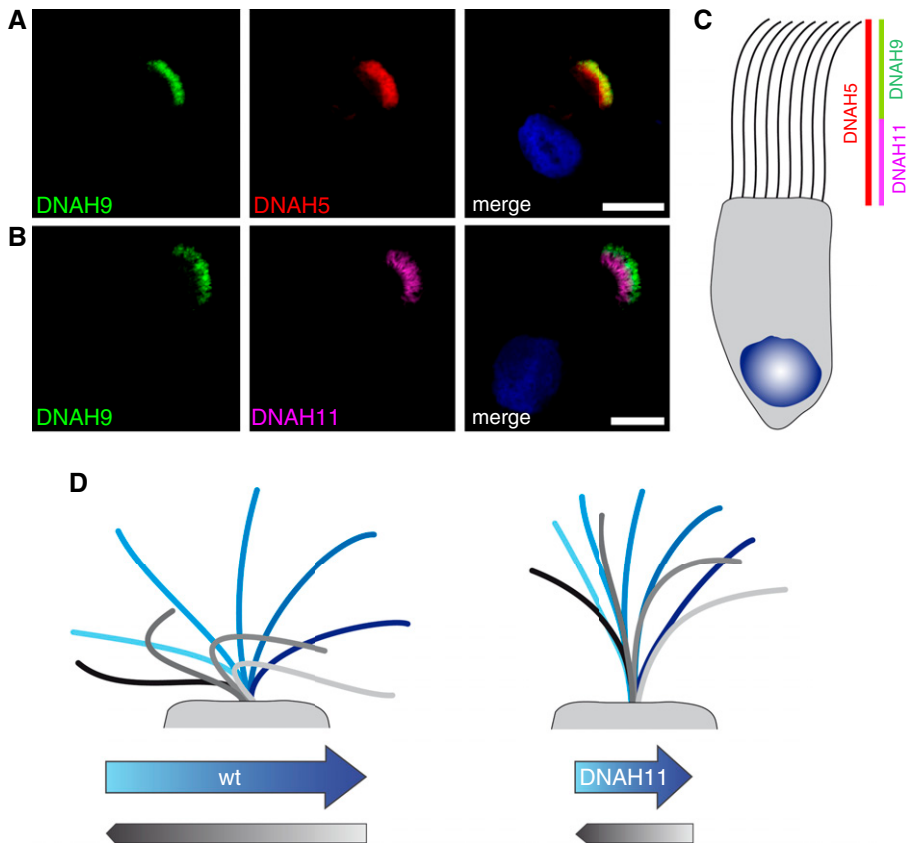 A
DNAH9
DNAH5
merge
B
DNAH9
DNAH11
merge
C
DNAH5
DNAH9
DNAH11
D
wt
DNAH11